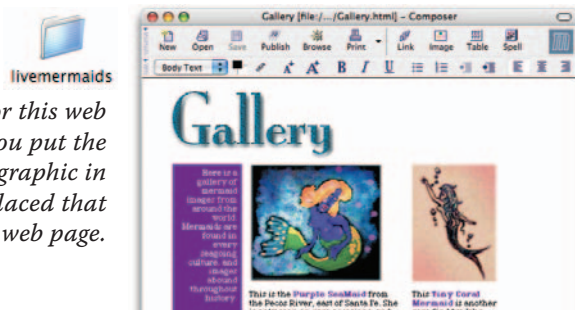 livermaids
or this web
ou put the
graphic in
laced that
web page.
Gallery [file:/.../Gallery.html] – Composer
New Open Save Publish Browse Print Link Image Table Spell
Body Text
B I U
Gallery
Here is a
gallery of
mermaid
images from
around the
world.
Mermaids are
found in
every
seagoing
culture, and
images
abound
throughout
history.
This is the Purple SeaMaid from
the Pecos River, east of Santa Fe. She
This Tiny Coral
Mermaid is another